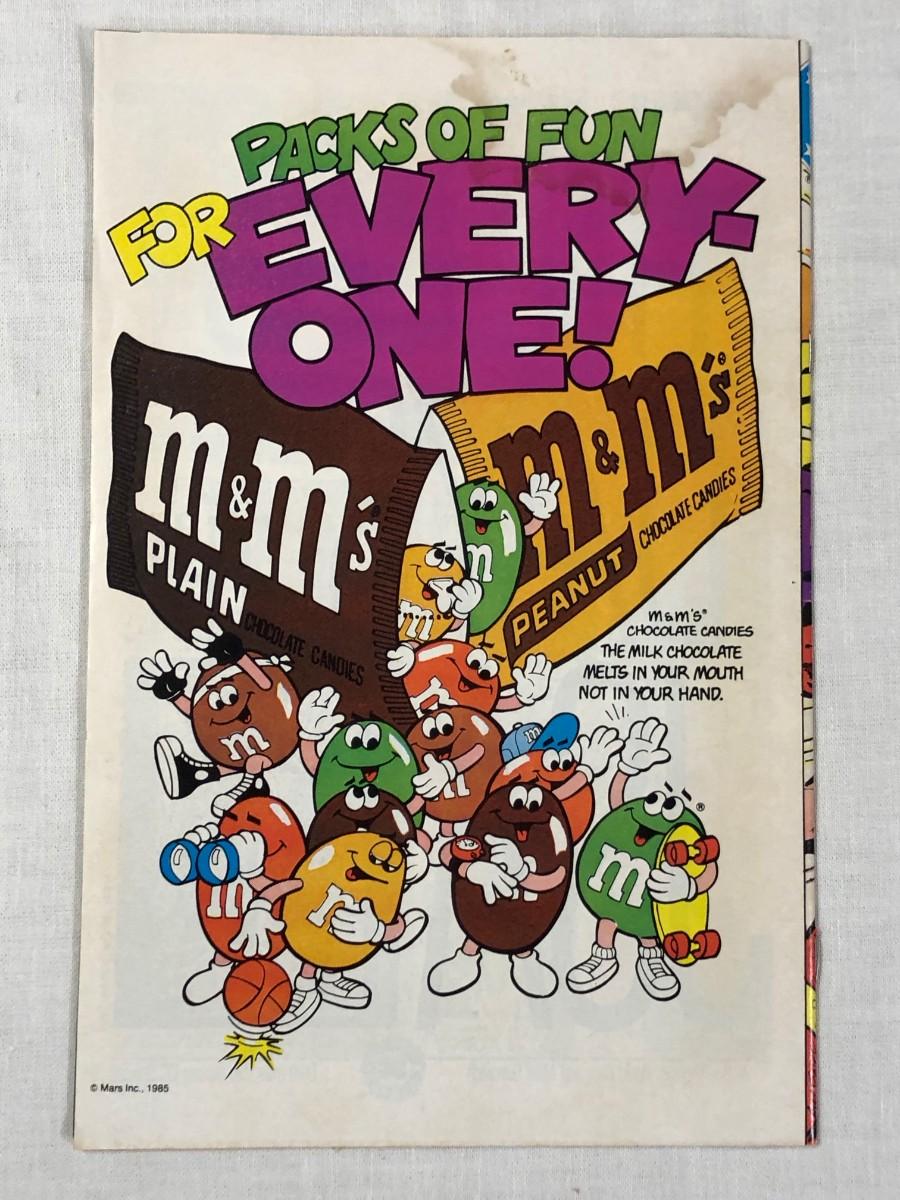 PACKS OF FUN
FOR EVERY-
ONE!
m&m's®
PLAIN
CHOCOLATE CANDIES
m&m's®
PEANUT
CHOCOLATE CANDIES
m&m's®
CHOCOLATE CANDIES
THE MILK CHOCOLATE
MELTS IN YOUR MOUTH
NOT IN YOUR HAND.
m
m
m
m
m
m
m
m
m
m
®
© Mars Inc., 1985